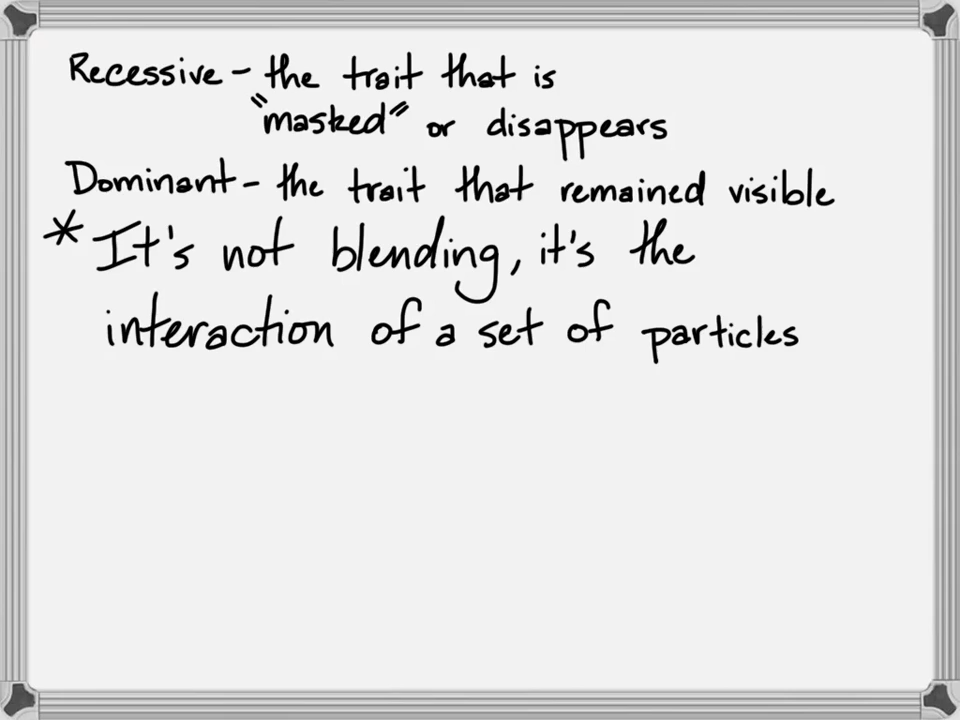 Recessive - the trait that is
"masked" or disappears
Dominant - the trait that remained visible
* It's not blending, it's the
interaction of a set of particles